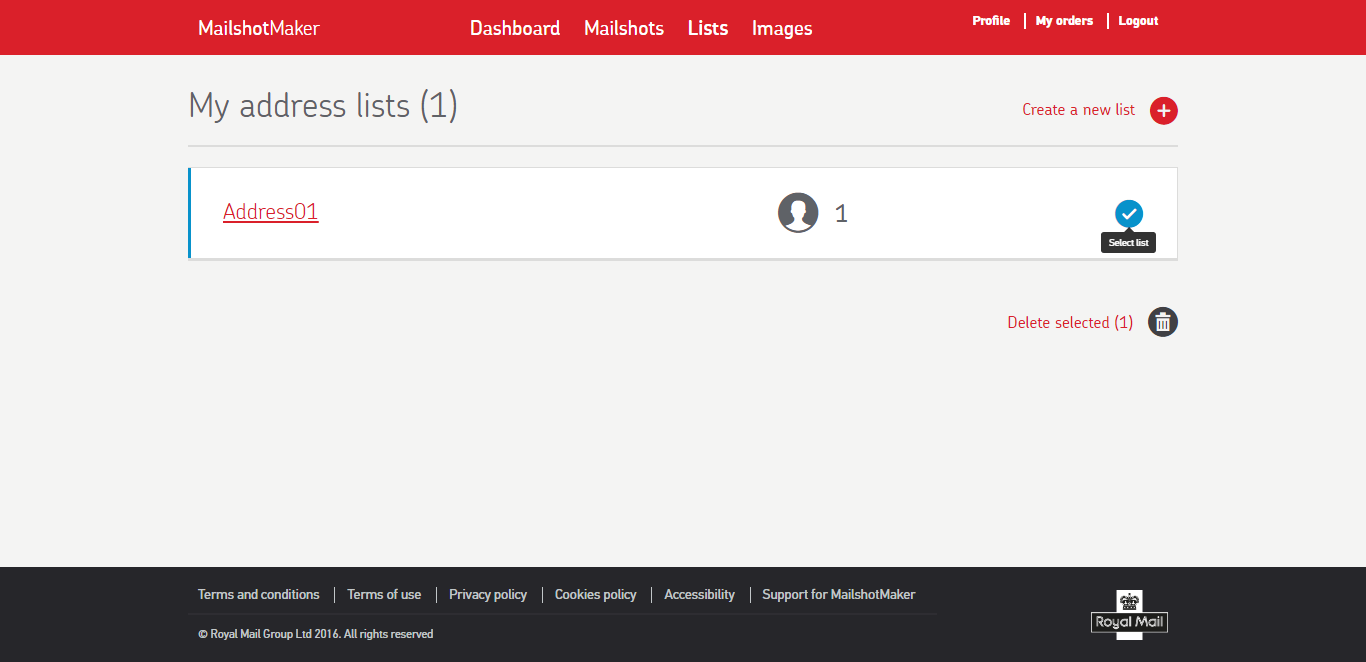 MailshotMaker Dashboard Mailshots Lists Images Profile My orders Logout
My address lists (1)
Create a new list
Address01 1
Select list
Delete selected (1)
Terms and conditions Terms of use Privacy policy Cookies policy Accessibility Support for MailshotMaker
Royal Mail
© Royal Mail Group Ltd 2016. All rights reserved